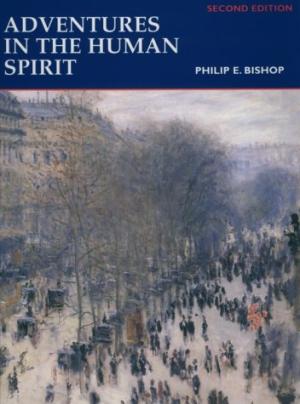 SECOND EDITION
ADVENTURES
IN THE HUMAN
SPIRIT
PHILIP E. BISHOP